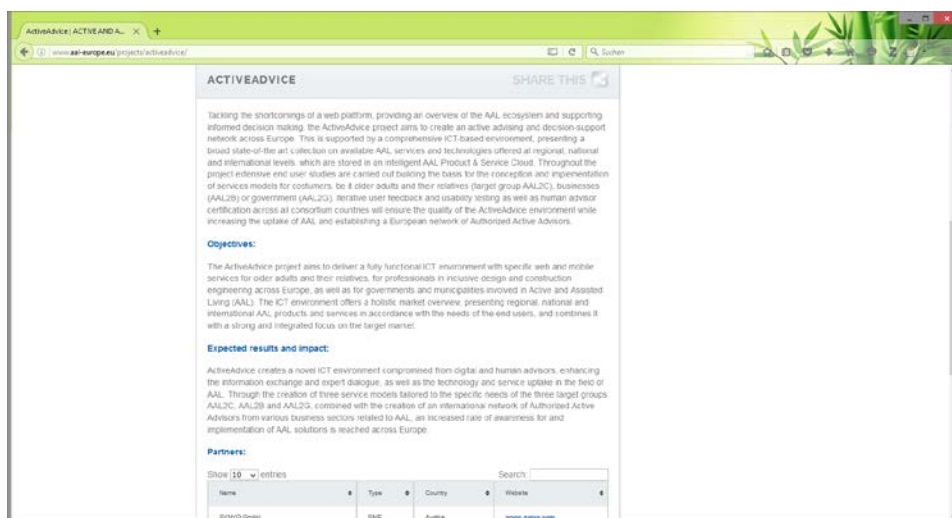 ActiveAdvice | ACTIVE AND A...
www.aal-europe.eu/projects/activeadvice/
Suchen
ACTIVEADVICE
SHARE THIS
Tackling the shortcomings of a web platform, providing an overview of the AAL ecosystem and supporting
informed decision making, the ActiveAdvice project aims to create an active advising and decision-support
network across Europe. This is supported by a comprehensive ICT-based environment, presenting a
broad state-of-the art collection on available AAL services and technologies offered at regional, national
and international levels, which are stored in an intelligent AAL Product & Service Cloud. Throughout the
project extensive end user studies are carried out building the basis for the conception and implementation
of services models for costumers, be it older adults and their relatives (target group AAL2C), businesses
(AAL2B) or government (AAL2G). Iterative user feedback and usability testing as well as human advisor
certification across all consortium countries will ensure the quality of the ActiveAdvice environment while
increasing the uptake of AAL and establishing a European network of Authorized Active Advisors.
Objectives:
The ActiveAdvice project aims to deliver a fully functional ICT environment with specific web and mobile
services for older adults and their relatives, for professionals in inclusive design and construction
engineering across Europe, as well as for governments and municipalities involved in Active and Assisted
Living (AAL). The ICT environment offers a holistic market overview, presenting regional, national and
international AAL products and services in accordance with the needs of the end users, and combines it
with a strong and integrated focus on the target market.
Expected results and impact:
ActiveAdvice creates a novel ICT environment compromised from digital and human advisors, enhancing
the information exchange and expert dialogue, as well as the technology and service uptake in the field of
AAL. Through the creation of three service models tailored to the specific needs of the three target groups
AAL2C, AAL2B and AAL2G, combined with the creation of an international network of Authorized Active
Advisors from various business sectors related to AAL, an increased rate of awareness for and
implementation of AAL solutions is reached across Europe.
Partners:
Show 10 entries
Search:
Name Type Country Website
SME Austria